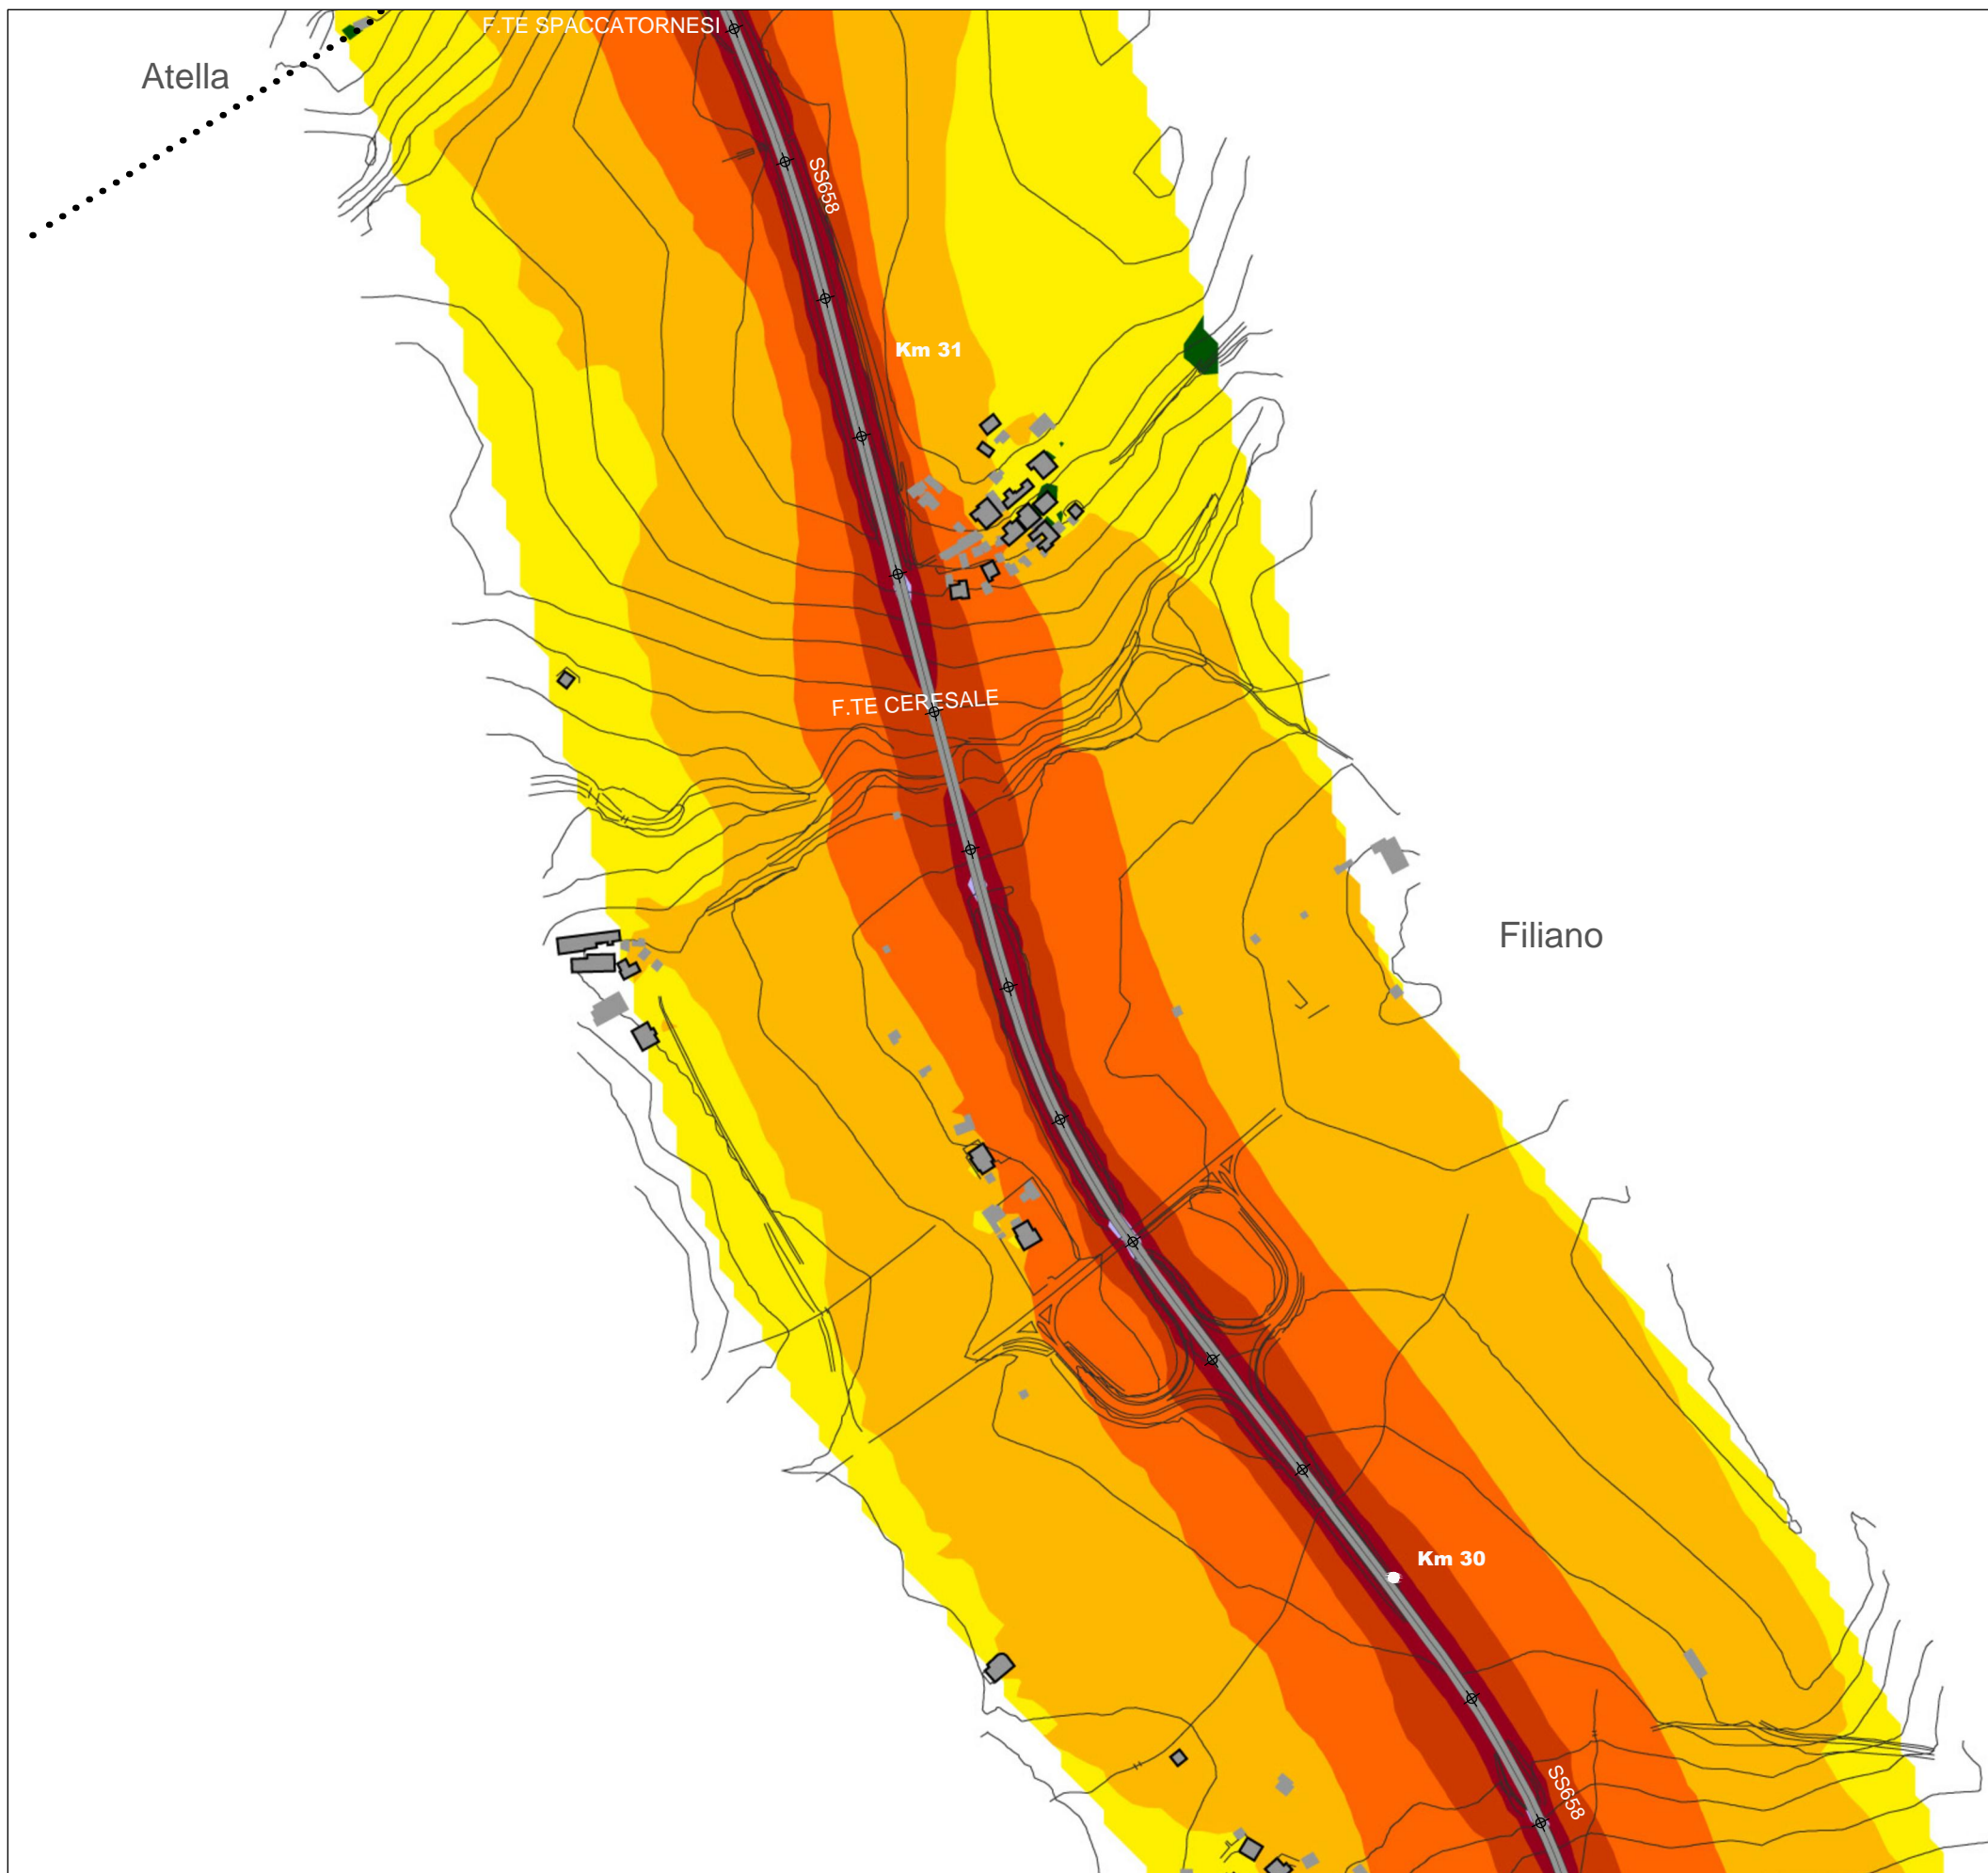 F.TE SPACCATORNESI
Atella
SS658
Km 31
F.TE CERESALE
Filiano
Km 30
SS658